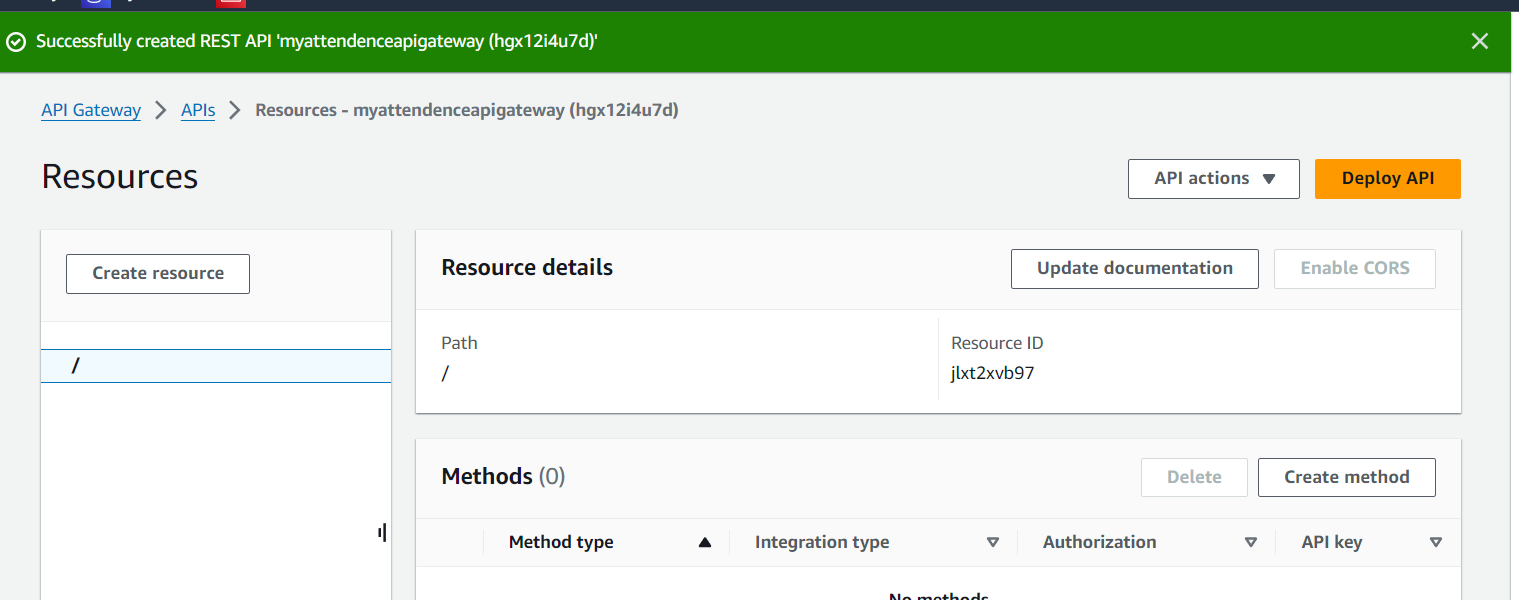 Successfully created REST API 'myattendenceapigateway (hgx12i4u7d)'
API Gateway > APIs > Resources - myattendenceapigateway (hgx12i4u7d)
Resources
API actions
Deploy API
Create resource
/
Resource details
Update documentation
Enable CORS
Path
/
Resource ID
jlxt2xvb97
Methods (0)
Delete
Create method
Method type
Integration type
Authorization
API key
No methods